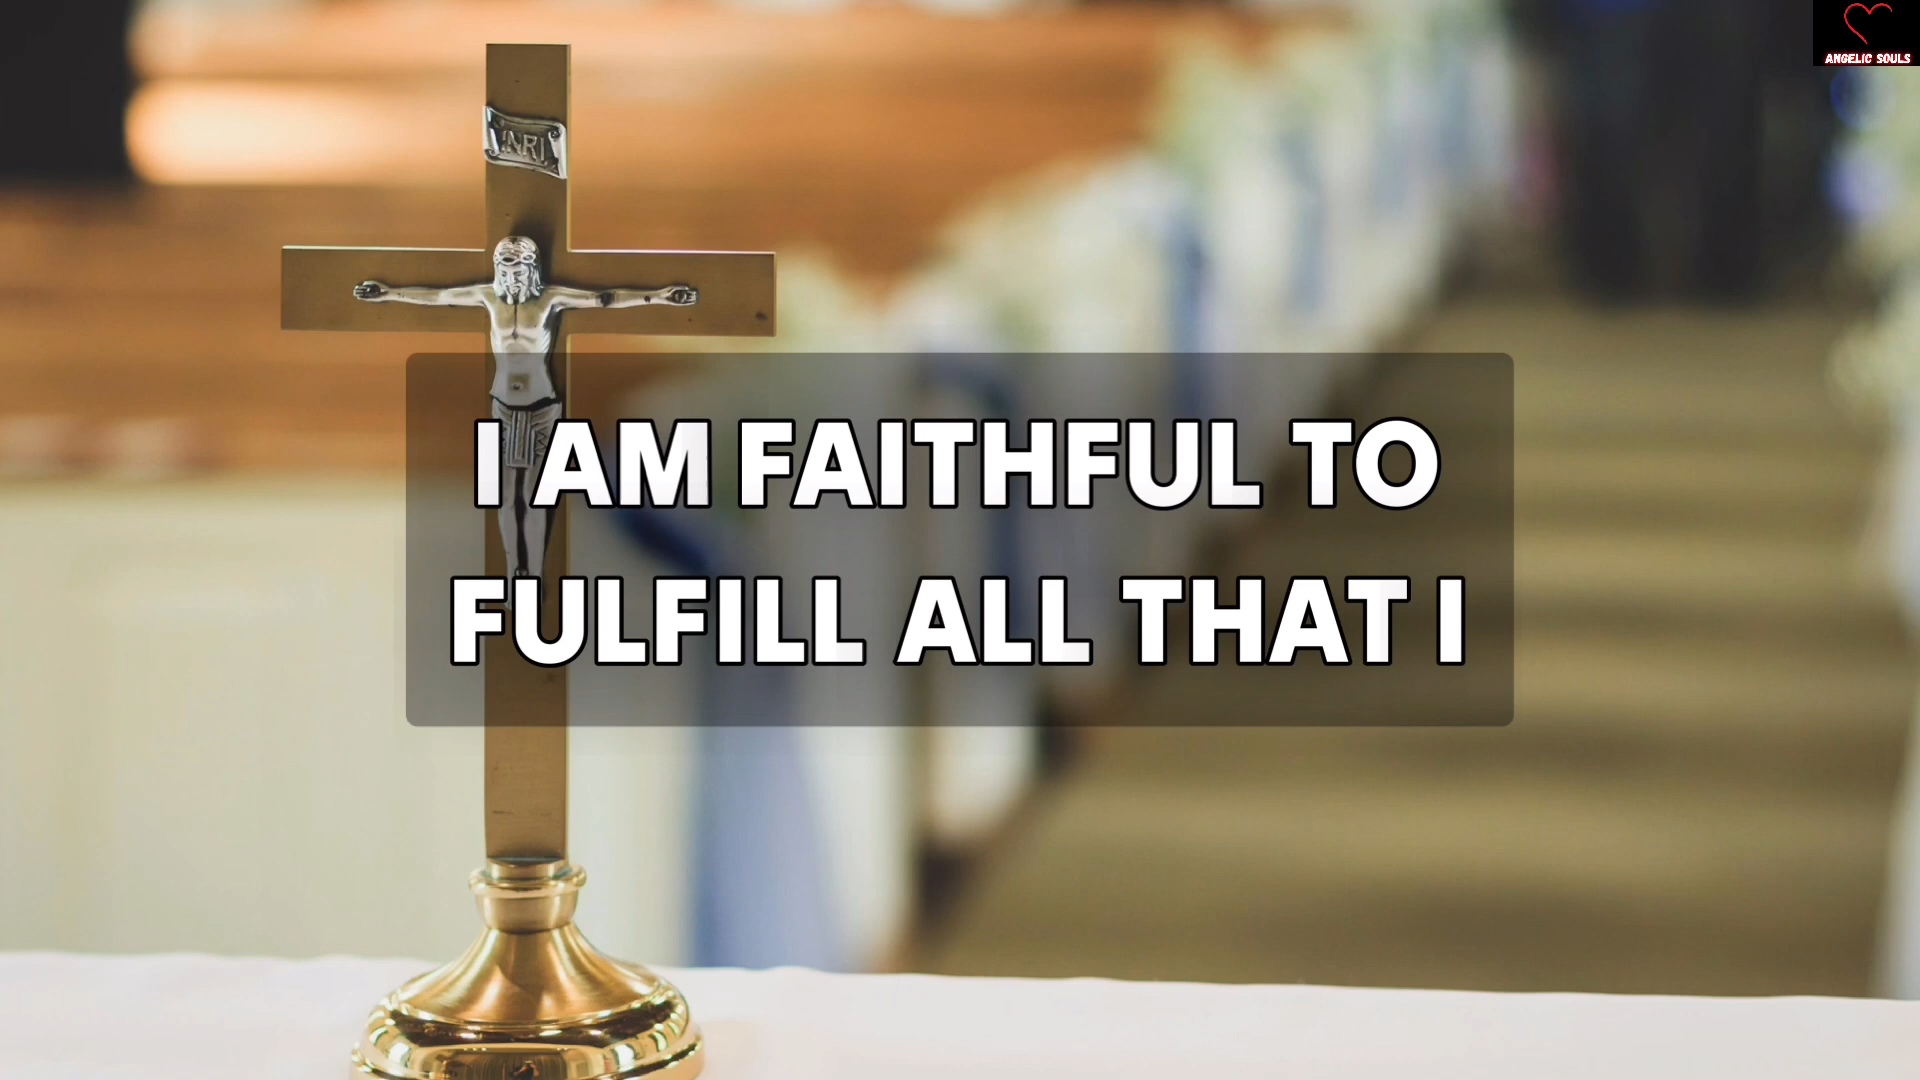 ANGELIC SOULS
INRI
I AM FAITHFUL TO
FULFILL ALL THAT I